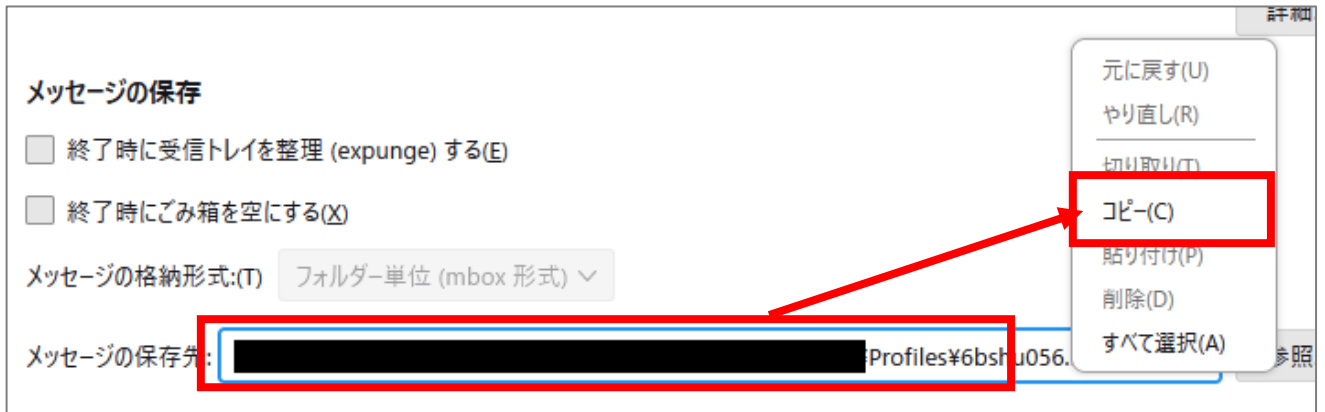 詳細
メッセージの保存
終了時に受信トレイを整理 (expunge) する(E)
終了時にごみ箱を空にする(X)
メッセージの格納形式:(T) フォルダー単位 (mbox 形式)
メッセージの保存先: ¥Profiles¥6bshu056.
参照
元に戻す(U)
やり直し(R)
切り取り(T)
コピー(C)
貼り付け(P)
削除(D)
すべて選択(A)